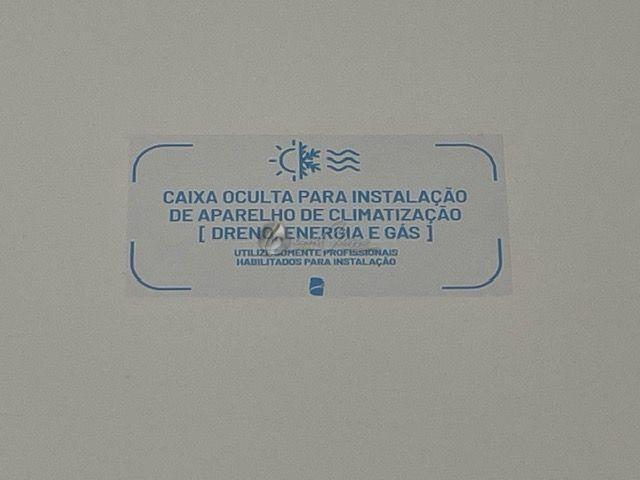 CAIXA OCULTA PARA INSTALAÇÃO
DE APARELHO DE CLIMATIZAÇÃO
[ DRENO, ENERGIA E GÁS ]
UTILIZE SOMENTE PROFISSIONAIS
HABILITADOS PARA INSTALAÇÃO